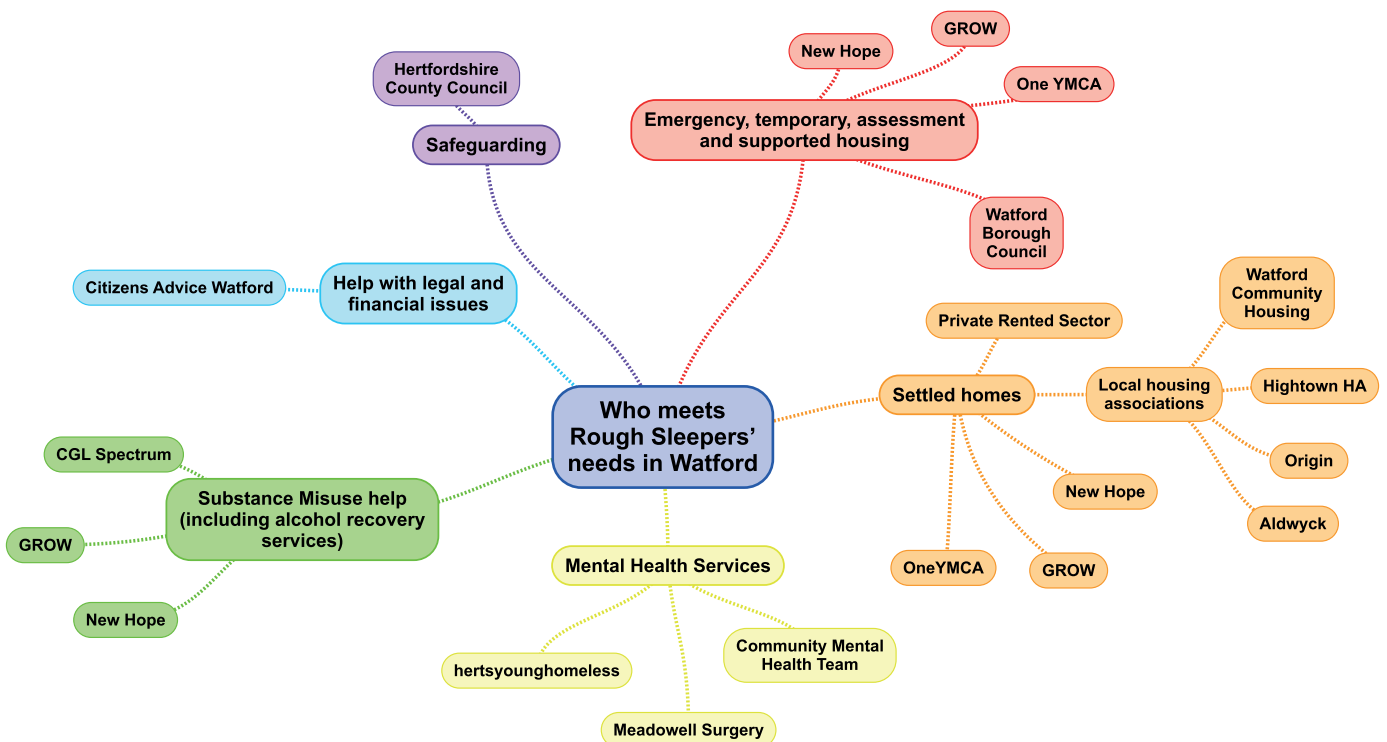 Who meets
Rough Sleepers’
needs in Watford
Safeguarding
Hertfordshire
County Council
Emergency, temporary, assessment
and supported housing
New Hope
GROW
One YMCA
Watford
Borough
Council
Settled homes
Private Rented Sector
Local housing
associations
Watford
Community
Housing
Hightown HA
Origin
Aldwyck
New Hope
GROW
OneYMCA
Mental Health Services
Community Mental
Health Team
Meadowell Surgery
hertsyounghomeless
Substance Misuse help
(including alcohol recovery
services)
CGL Spectrum
GROW
New Hope
Help with legal and
financial issues
Citizens Advice Watford